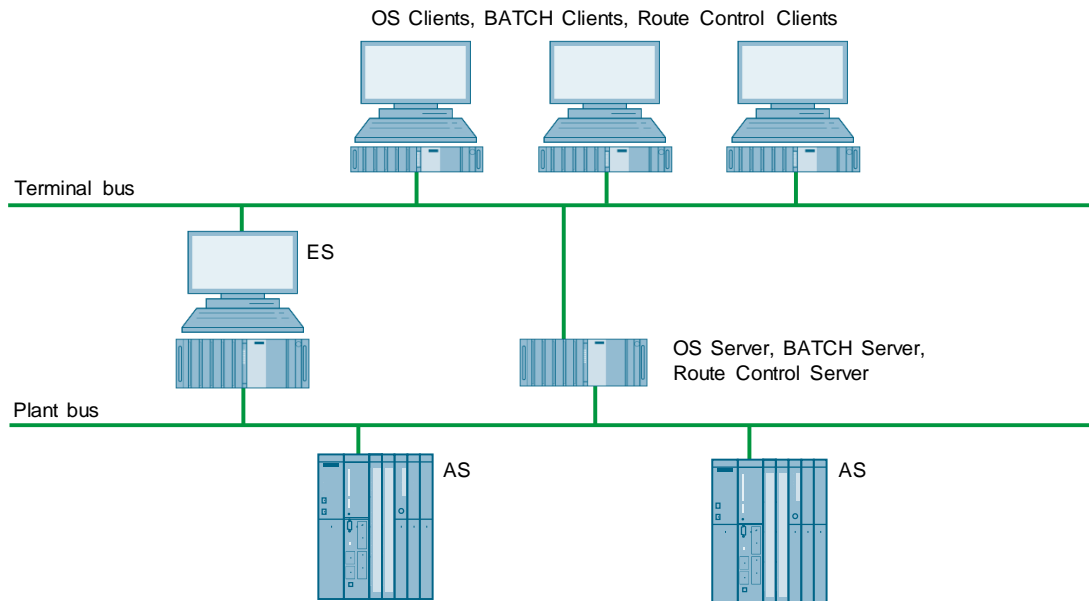 OS Clients, BATCH Clients, Route Control Clients
Terminal bus
ES
OS Server, BATCH Server,
Route Control Server
Plant bus
AS
AS